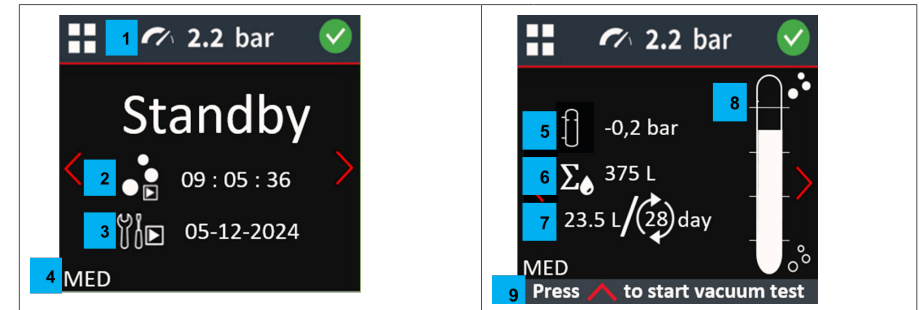 1 2.2 bar
Standby
2 09 : 05 : 36
3 05-12-2024
4 MED
2.2 bar
8
5 -0,2 bar
6 Σ 375 L
7 23.5 L/28 day
MED
9 Press to start vacuum test